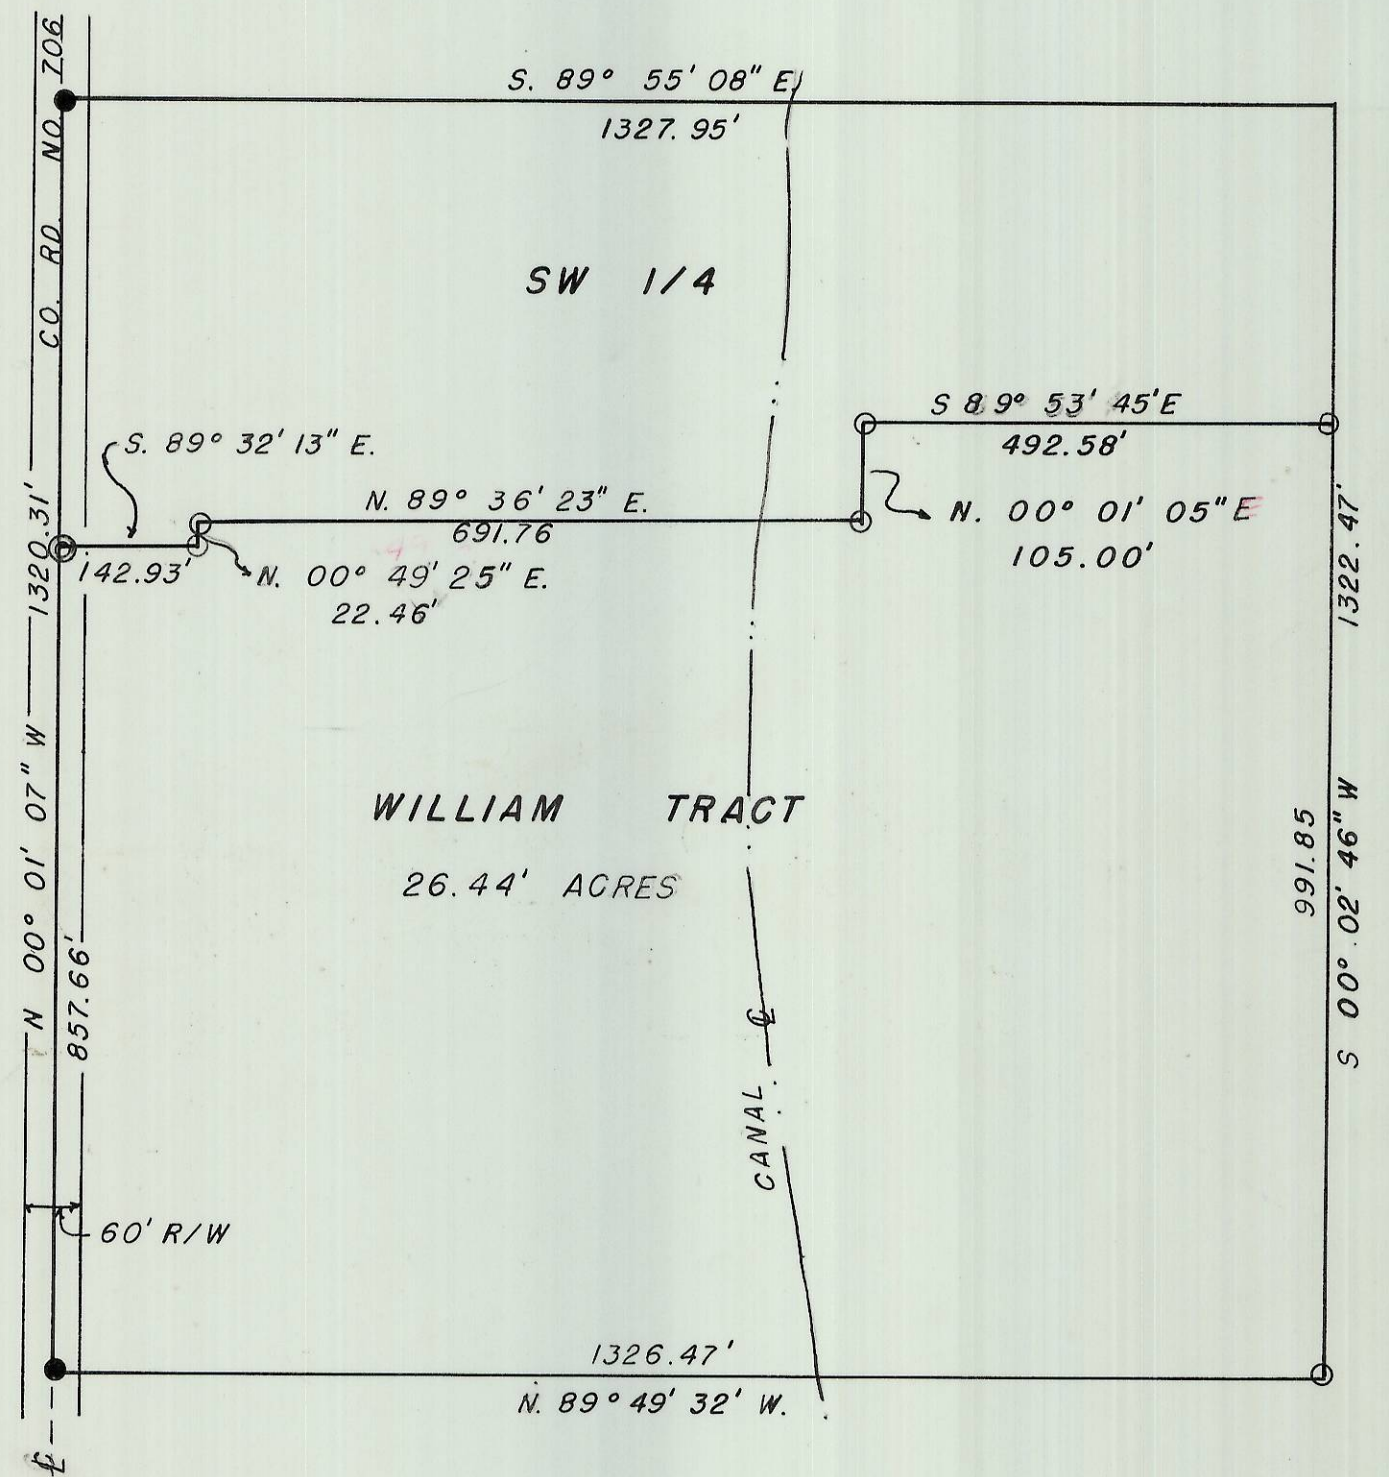 CO. RD. NO. 706
S. 89° 55' 08" E.
1327.95'
SW 1/4
S 89° 53' 45' E
492.58'
S. 89° 32' 13" E.
N. 89° 36' 23" E.
691.76
N. 00° 01' 05" E
105.00'
142.93'
N. 00° 49' 25" E.
22.46'
N 00° 01' 07" W 1320.31'
1322.47'
S 00° 02' 46" W
WILLIAM TRACT
26.44' ACRES
991.85
857.66'
CANAL ℄
60' R/W
1326.47'
N. 89° 49' 32' W.
℄